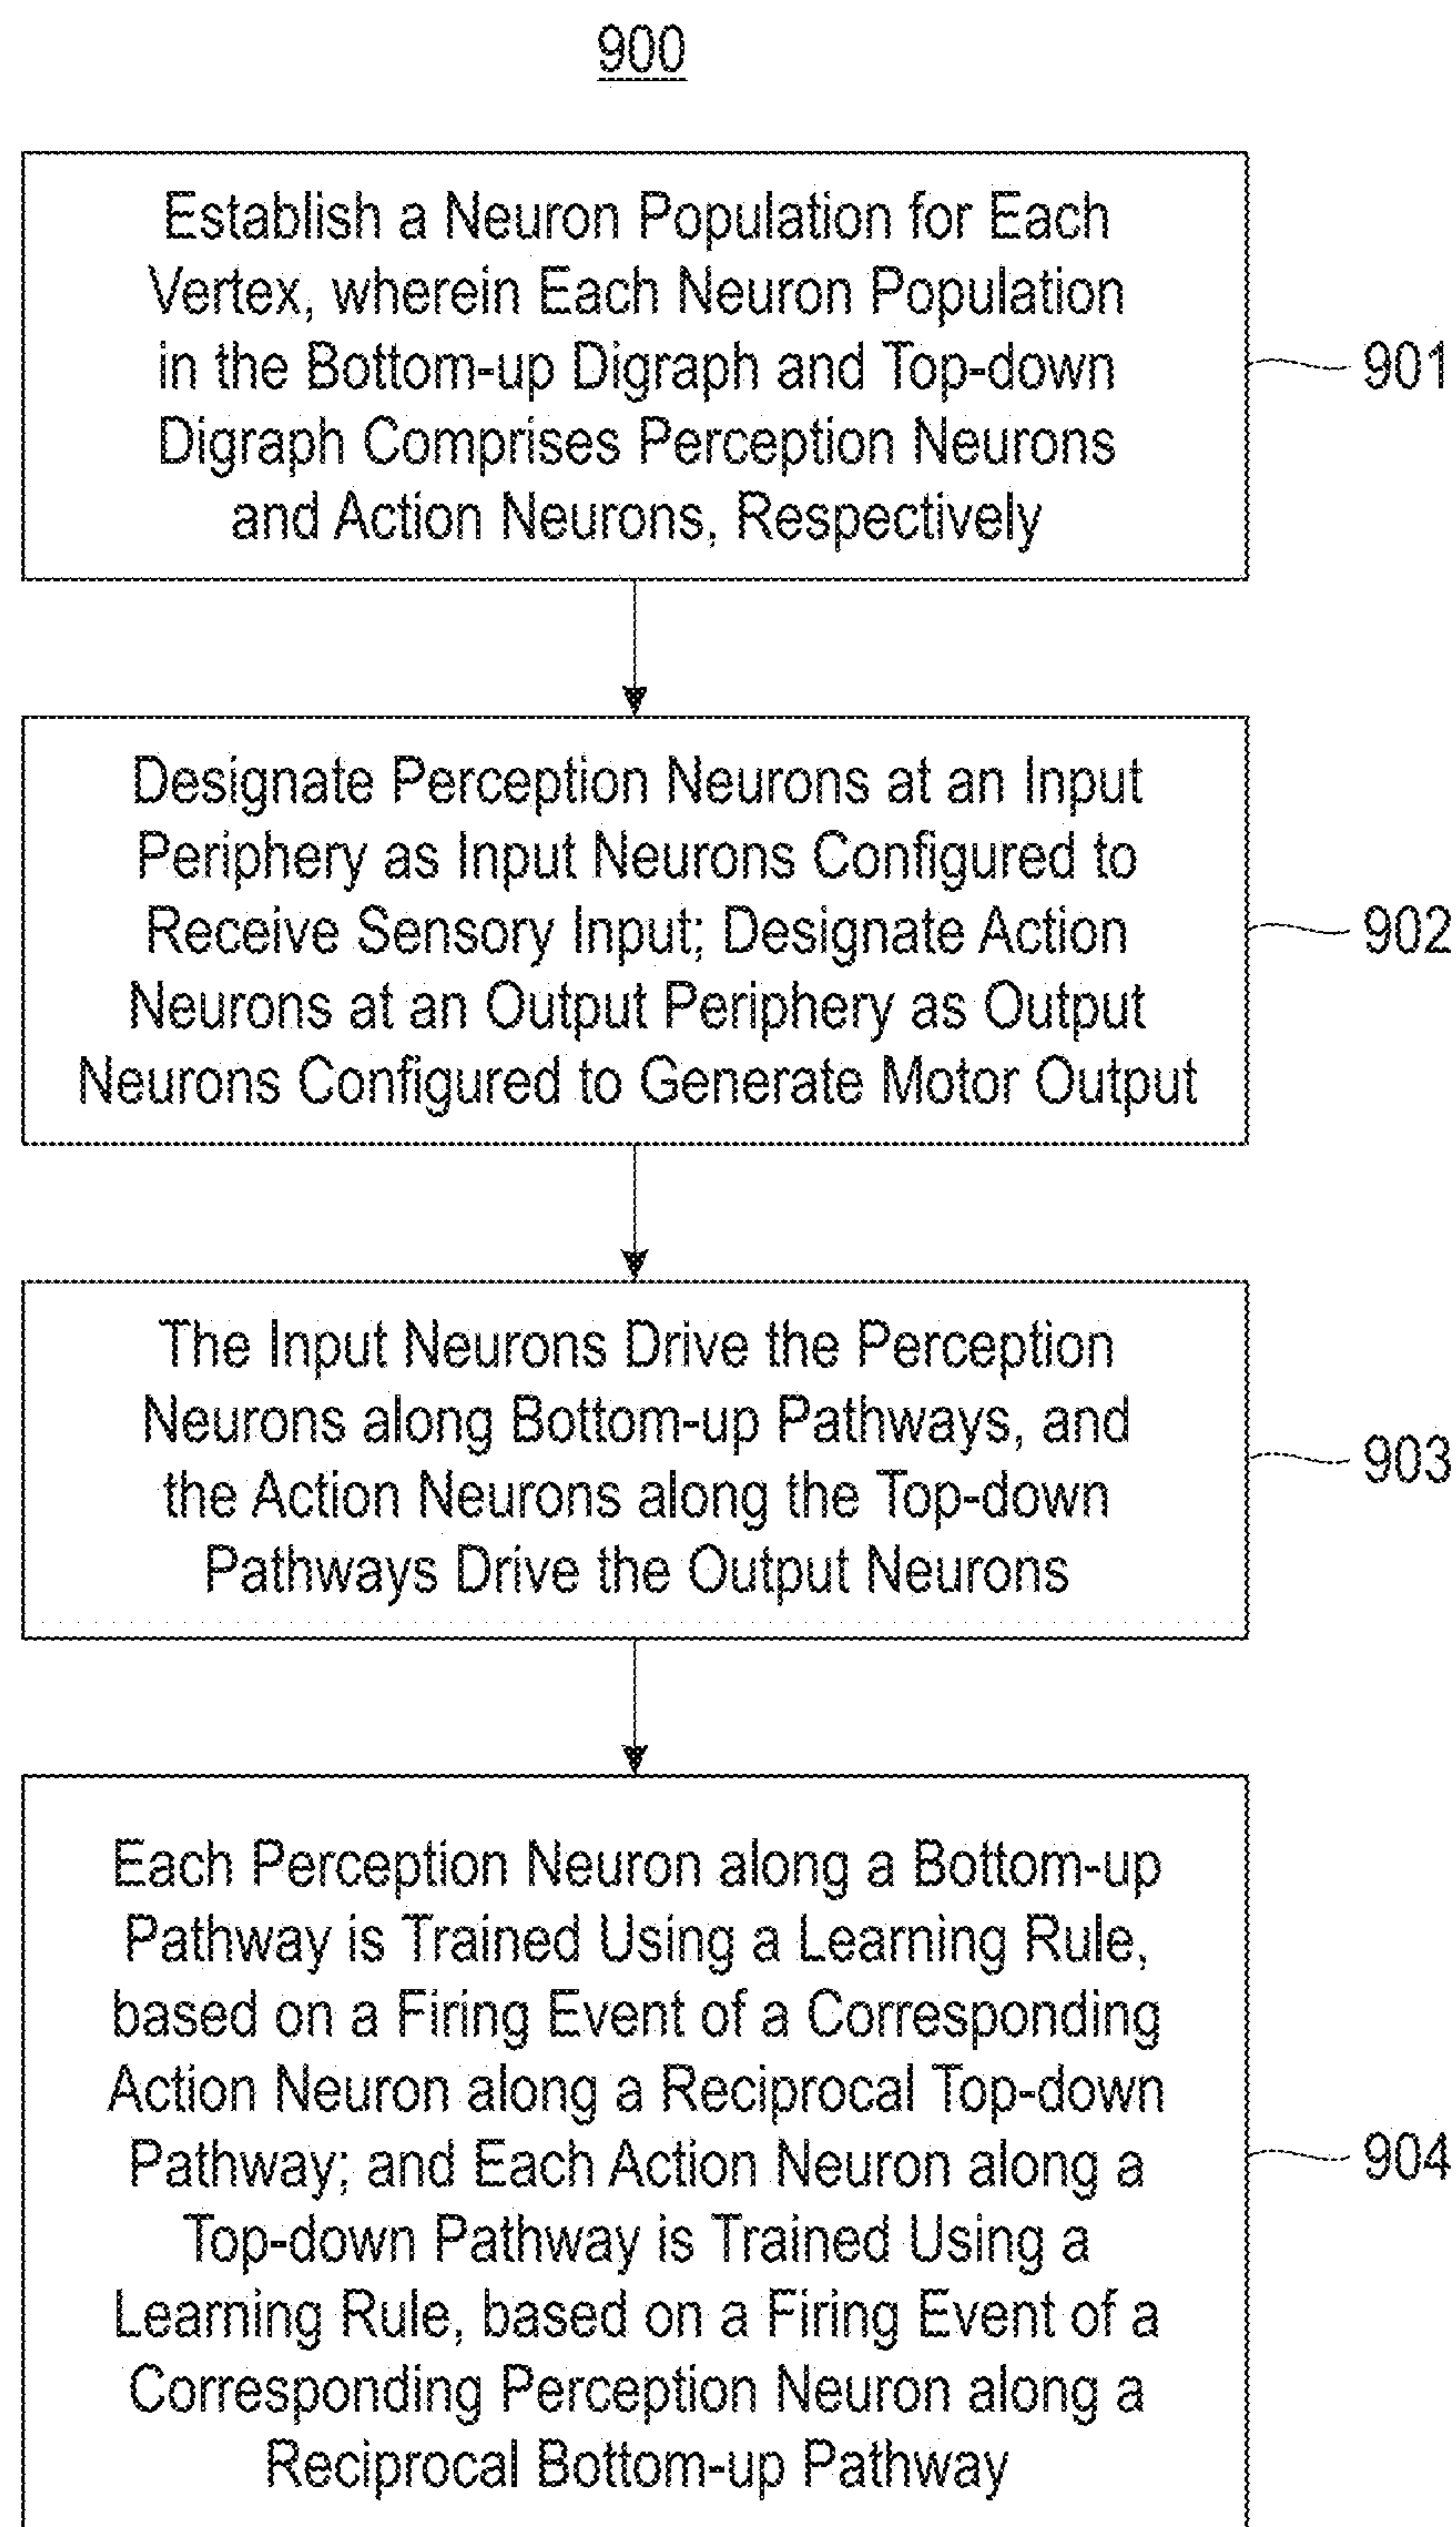 900
Establish a Neuron Population for Each
Vertex, wherein Each Neuron Population
in the Bottom-up Digraph and Top-down
Digraph Comprises Perception Neurons
and Action Neurons, Respectively
901
Designate Perception Neurons at an Input
Periphery as Input Neurons Configured to
Receive Sensory Input; Designate Action
Neurons at an Output Periphery as Output
Neurons Configured to Generate Motor Output
902
The Input Neurons Drive the Perception
Neurons along Bottom-up Pathways, and
the Action Neurons along the Top-down
Pathways Drive the Output Neurons
903
Each Perception Neuron along a Bottom-up
Pathway is Trained Using a Learning Rule,
based on a Firing Event of a Corresponding
Action Neuron along a Reciprocal Top-down
Pathway; and Each Action Neuron along a
Top-down Pathway is Trained Using a
Learning Rule, based on a Firing Event of a
Corresponding Perception Neuron along a
Reciprocal Bottom-up Pathway
904